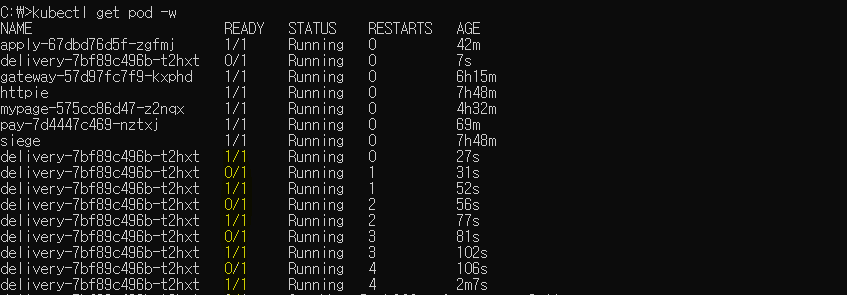 C:\>kubectl get pod -w
NAME READY STATUS RESTARTS AGE
apply-67dbd76d5f-zgfmj 1/1 Running 0 42m
delivery-7bf89c496b-t2hxt 0/1 Running 0 7s
gateway-57d97fc7f9-kxphd 1/1 Running 0 6h15m
httpie 1/1 Running 0 7h48m
mypage-575cc86d47-z2nqx 1/1 Running 0 4h32m
pay-7d4447c469-nztxj 1/1 Running 0 69m
siege 1/1 Running 0 7h48m
delivery-7bf89c496b-t2hxt 1/1 Running 0 27s
delivery-7bf89c496b-t2hxt 0/1 Running 1 31s
delivery-7bf89c496b-t2hxt 1/1 Running 1 52s
delivery-7bf89c496b-t2hxt 0/1 Running 2 56s
delivery-7bf89c496b-t2hxt 1/1 Running 2 77s
delivery-7bf89c496b-t2hxt 0/1 Running 3 81s
delivery-7bf89c496b-t2hxt 1/1 Running 3 102s
delivery-7bf89c496b-t2hxt 0/1 Running 4 106s
delivery-7bf89c496b-t2hxt 1/1 Running 4 2m7s